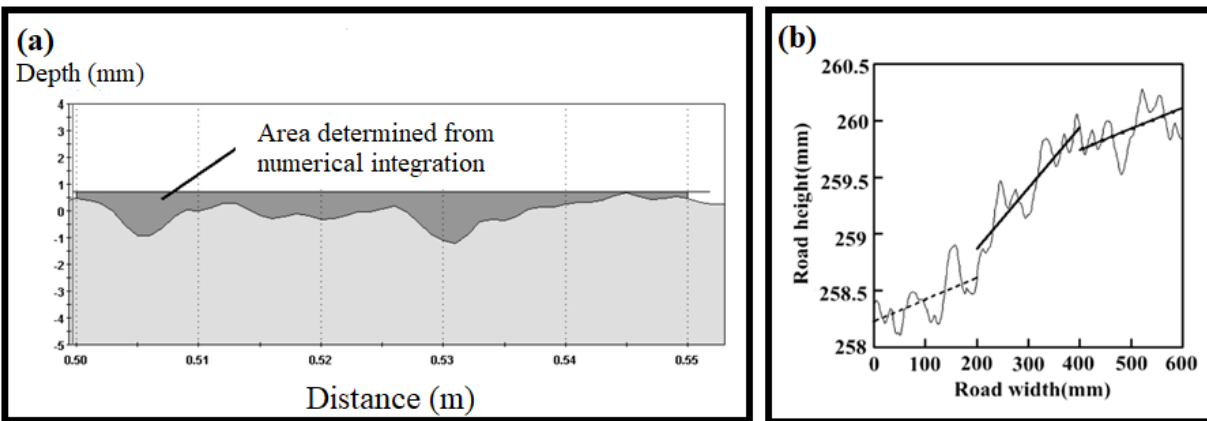 (a)
Depth (mm)
4
3
2
1
0
-1
-2
-3
-4
-5
Area determined from
numerical integration
0.50 0.51 0.52 0.53 0.54 0.55
Distance (m)
(b)
260.5
260
259.5
259
258.5
258
Road height(mm)
0 100 200 300 400 500 600
Road width(mm)